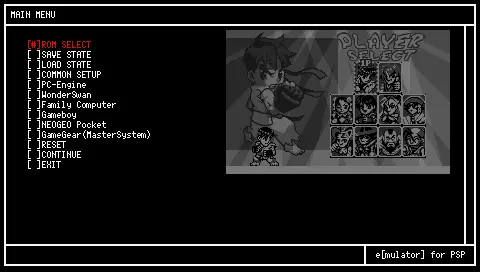 MAIN MENU
[#]ROM SELECT
[ ]SAVE STATE
[ ]LOAD STATE
[ ]COMMON SETUP
[ ]PC-Engine
[ ]WonderSwan
[ ]Family Computer
[ ]Gameboy
[ ]NEOGEO Pocket
[ ]GameGear(MasterSystem)
[ ]RESET
[ ]CONTINUE
[ ]EXIT
PLAYER
SELECT
1P
e[mulator] for PSP